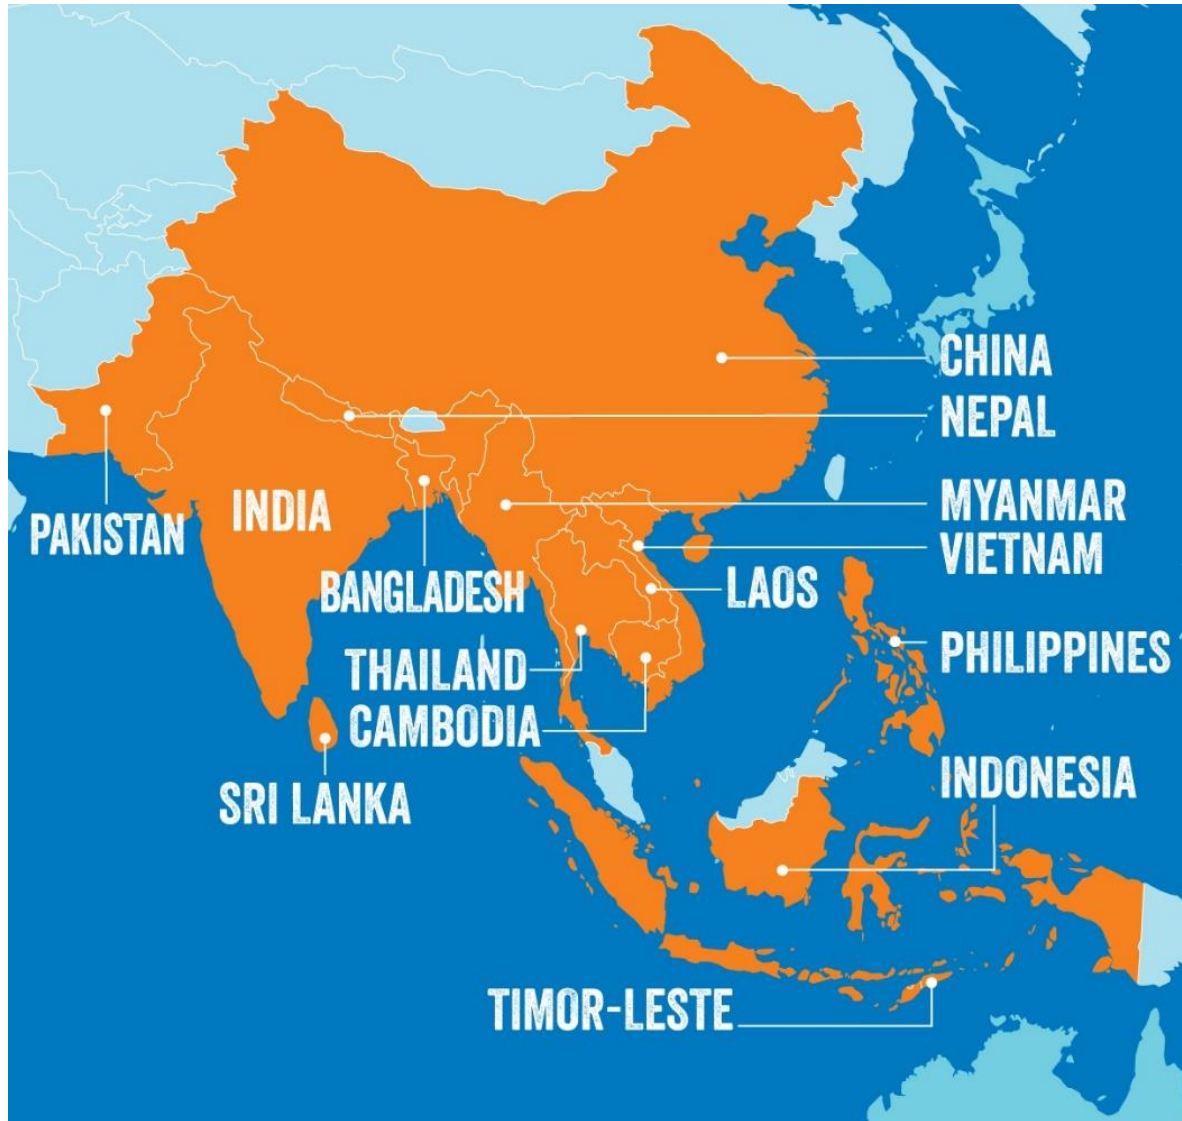 CHINA
NEPAL
MYANMAR
VIETNAM
LAOS
PHILIPPINES
INDONESIA
PAKISTAN
INDIA
BANGLADESH
THAILAND
CAMBODIA
SRI LANKA
TIMOR-LESTE